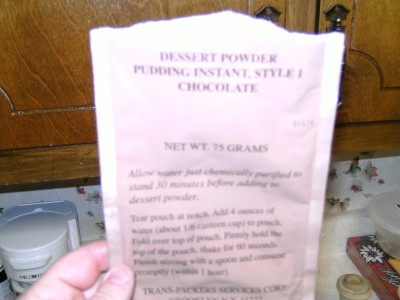 DESSERT POWDER
PUDDING INSTANT, STYLE 1
CHOCOLATE
NET WT. 75 GRAMS
Allow water just chemically purified to
stand 30 minutes before adding to
dessert powder.
Tear pouch at notch. Add 4 ounces of
water (about 1/6 canteen cup) to pouch.
Fold over top of pouch. Firmly hold the
top of the pouch, shake for 60 seconds.
Finish stirring with a spoon and consume
promptly (within 1 hour).
TRANS-PACKERS SERVICES CORP
BROOKLYN N.Y.